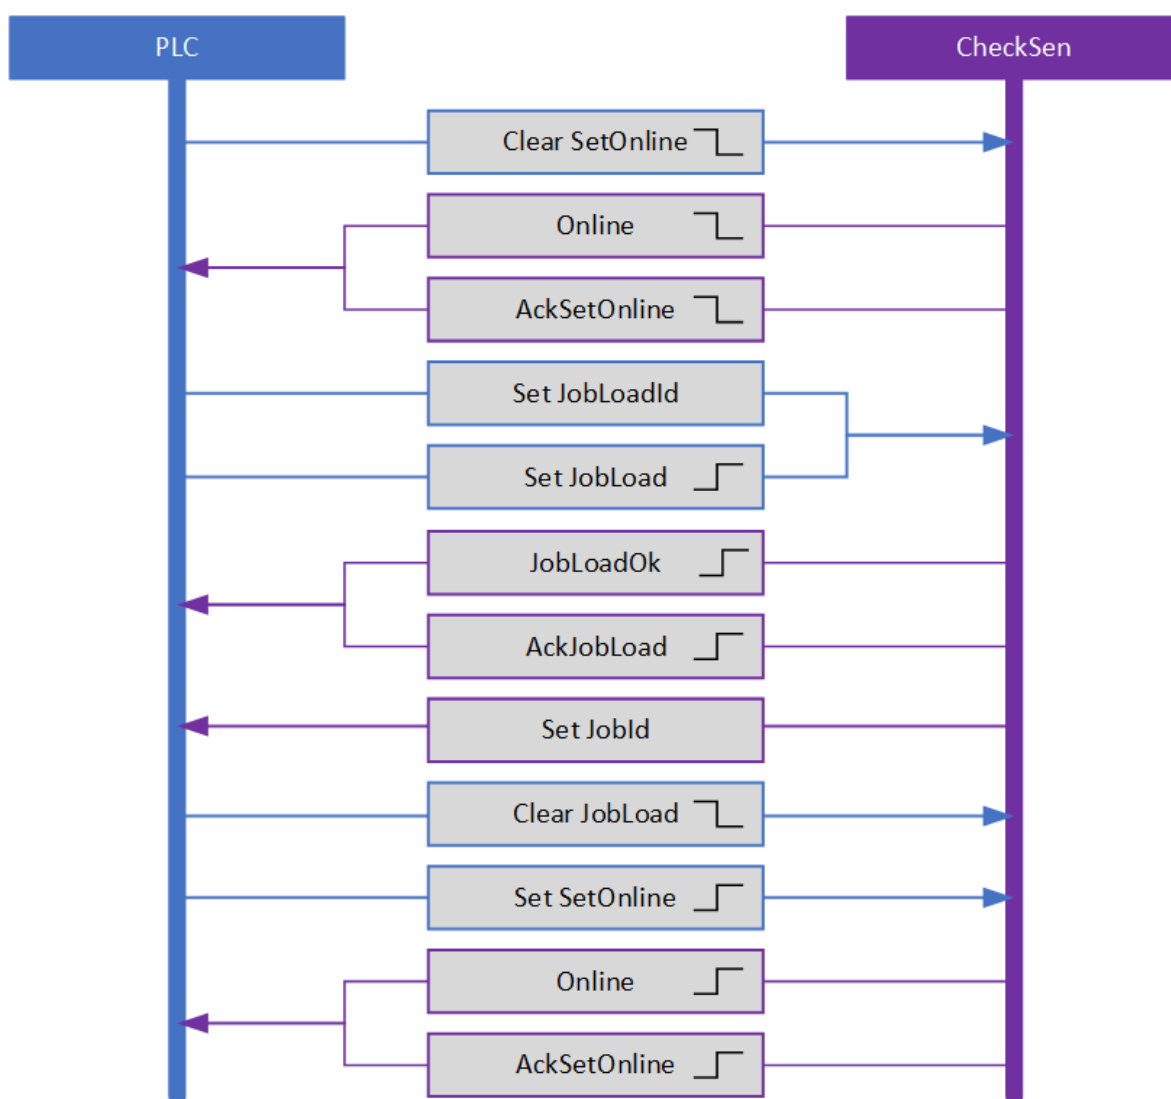 PLC
CheckSen
Clear SetOnline
Online
AckSetOnline
Set JobLoadId
Set JobLoad
JobLoadOk
AckJobLoad
Set JobId
Clear JobLoad
Set SetOnline
Online
AckSetOnline